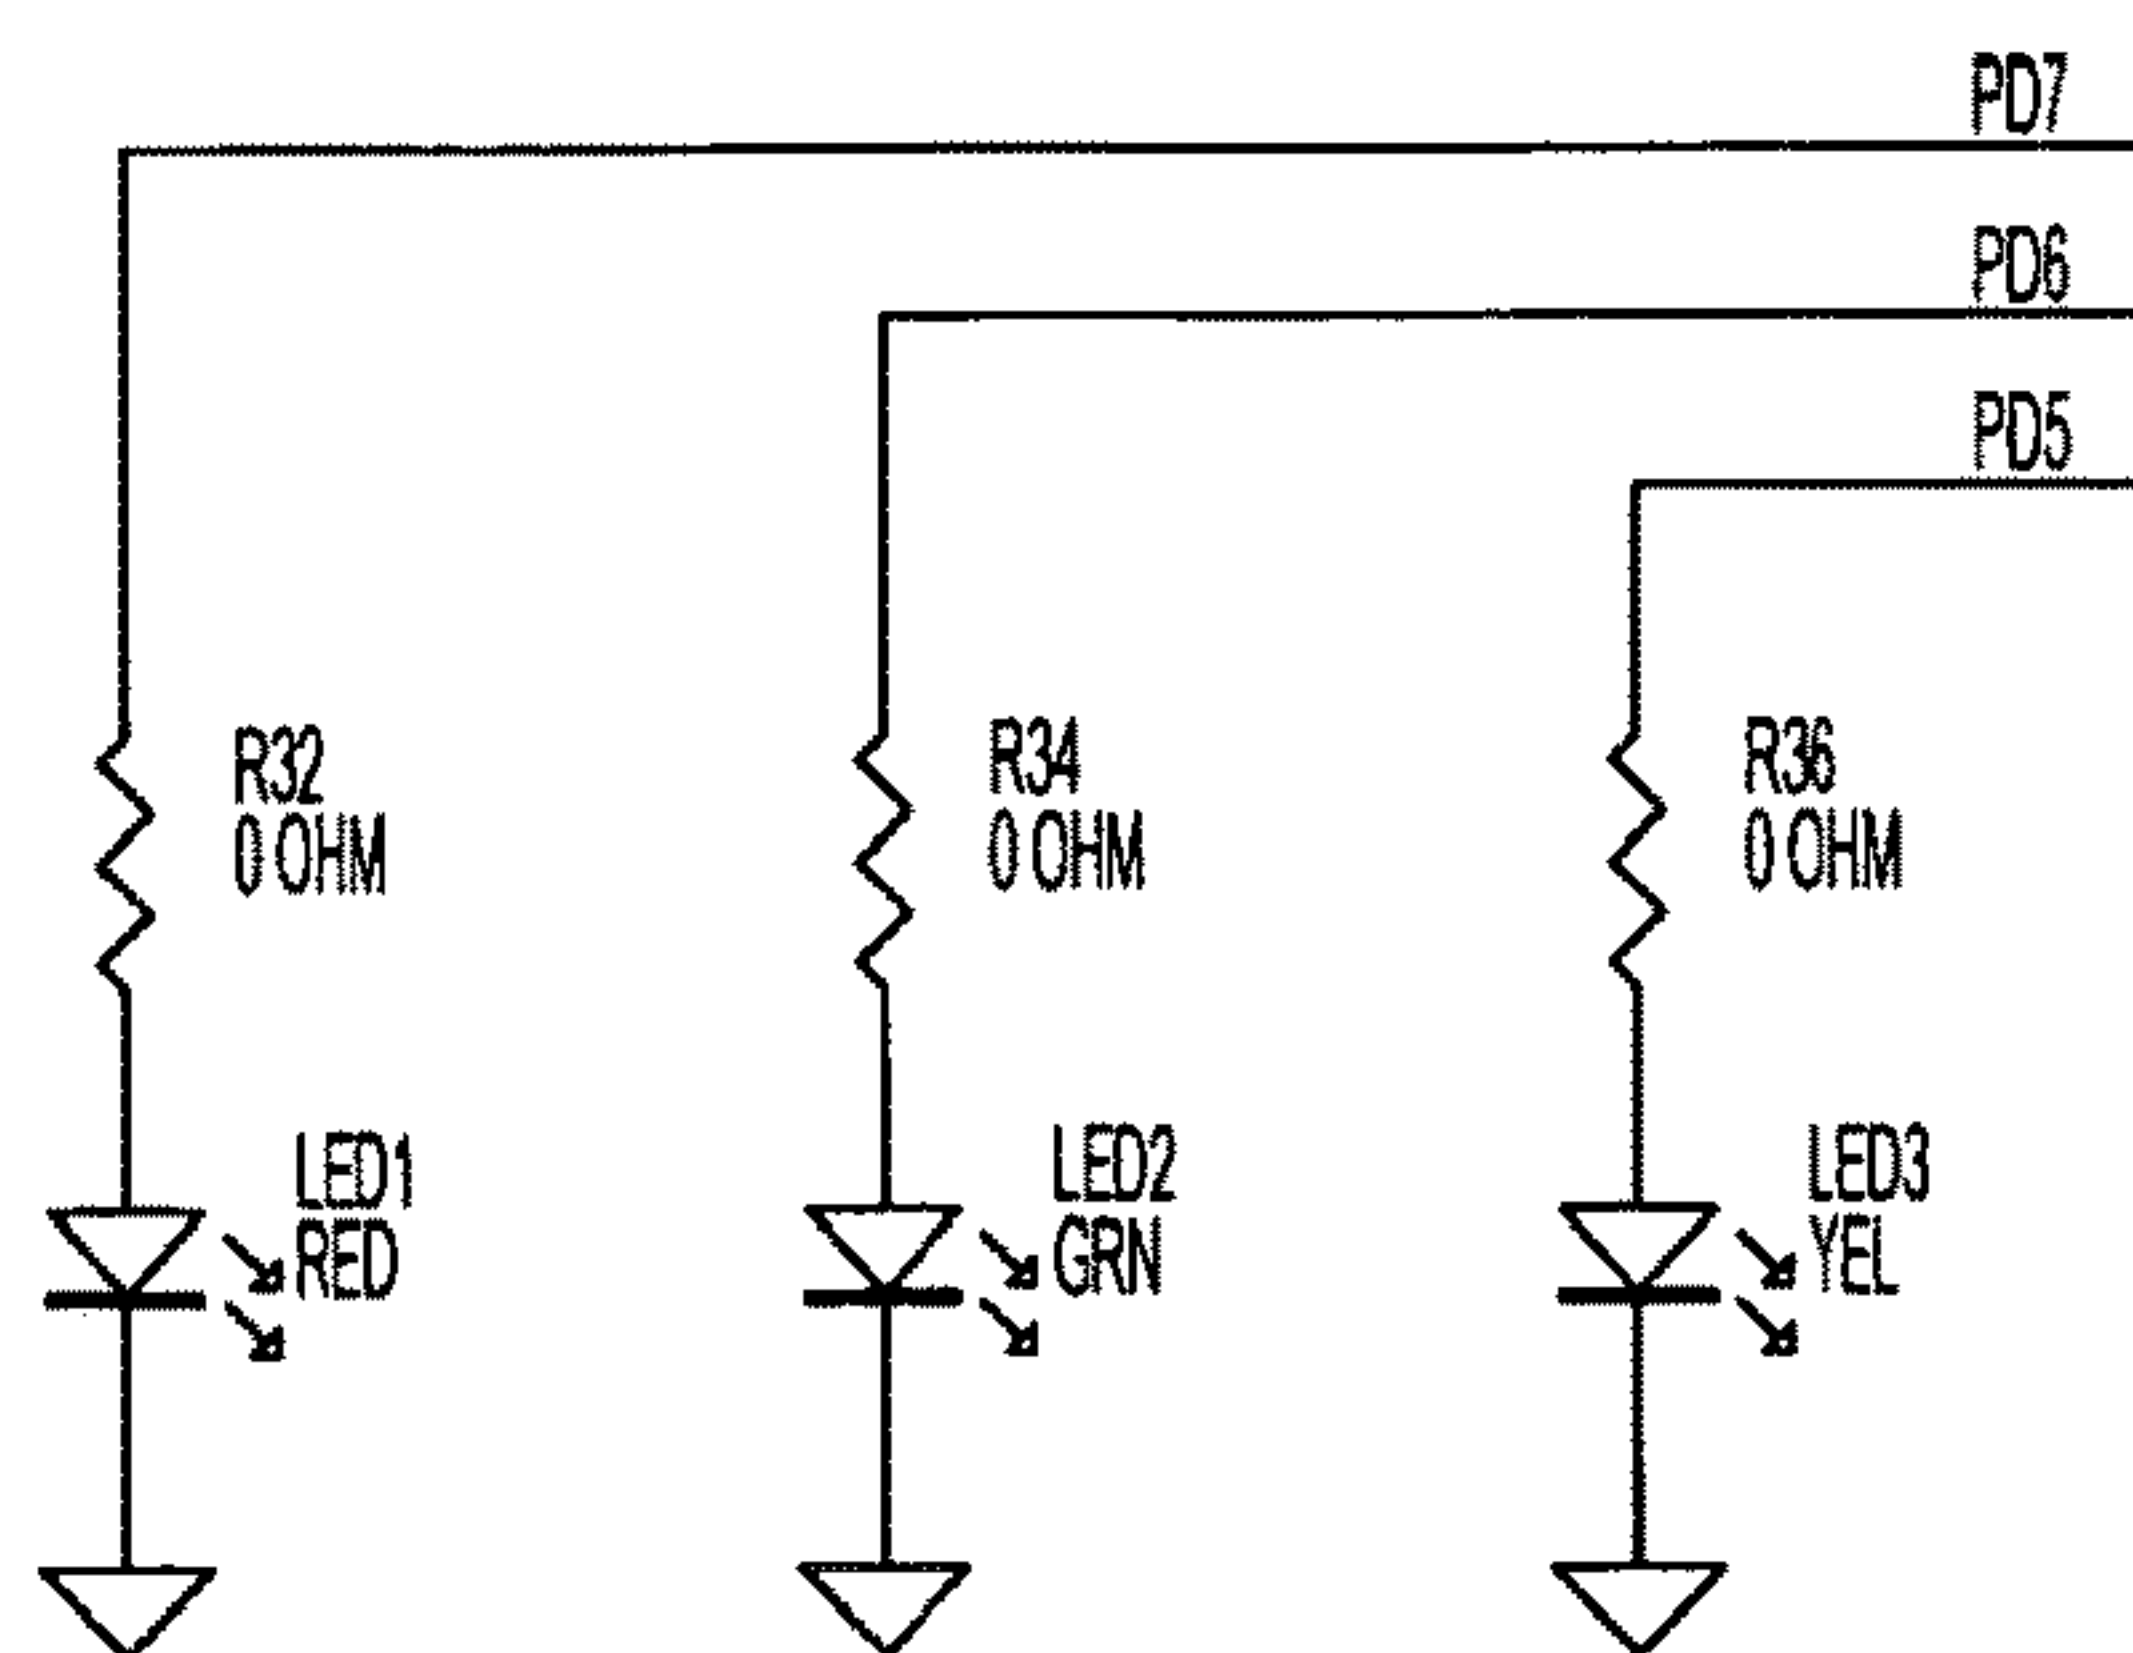 PD7
PD6
PD5
R32
0 OHM
R34
0 OHM
R36
0 OHM
LED1
RED
LED2
GRN
LED3
YEL